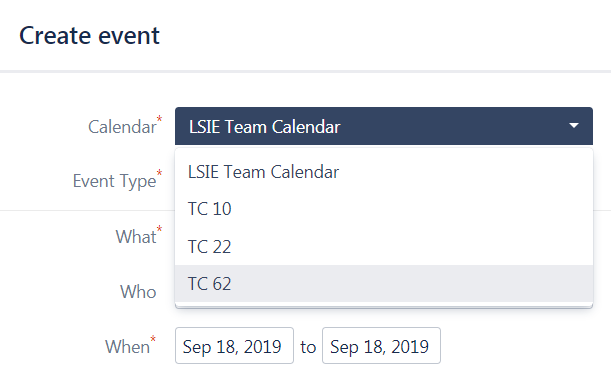 Create event
Calendar* LSIE Team Calendar
Event Type* LSIE Team Calendar
TC 10
What* TC 22
Who TC 62
When* Sep 18, 2019 to Sep 18, 2019